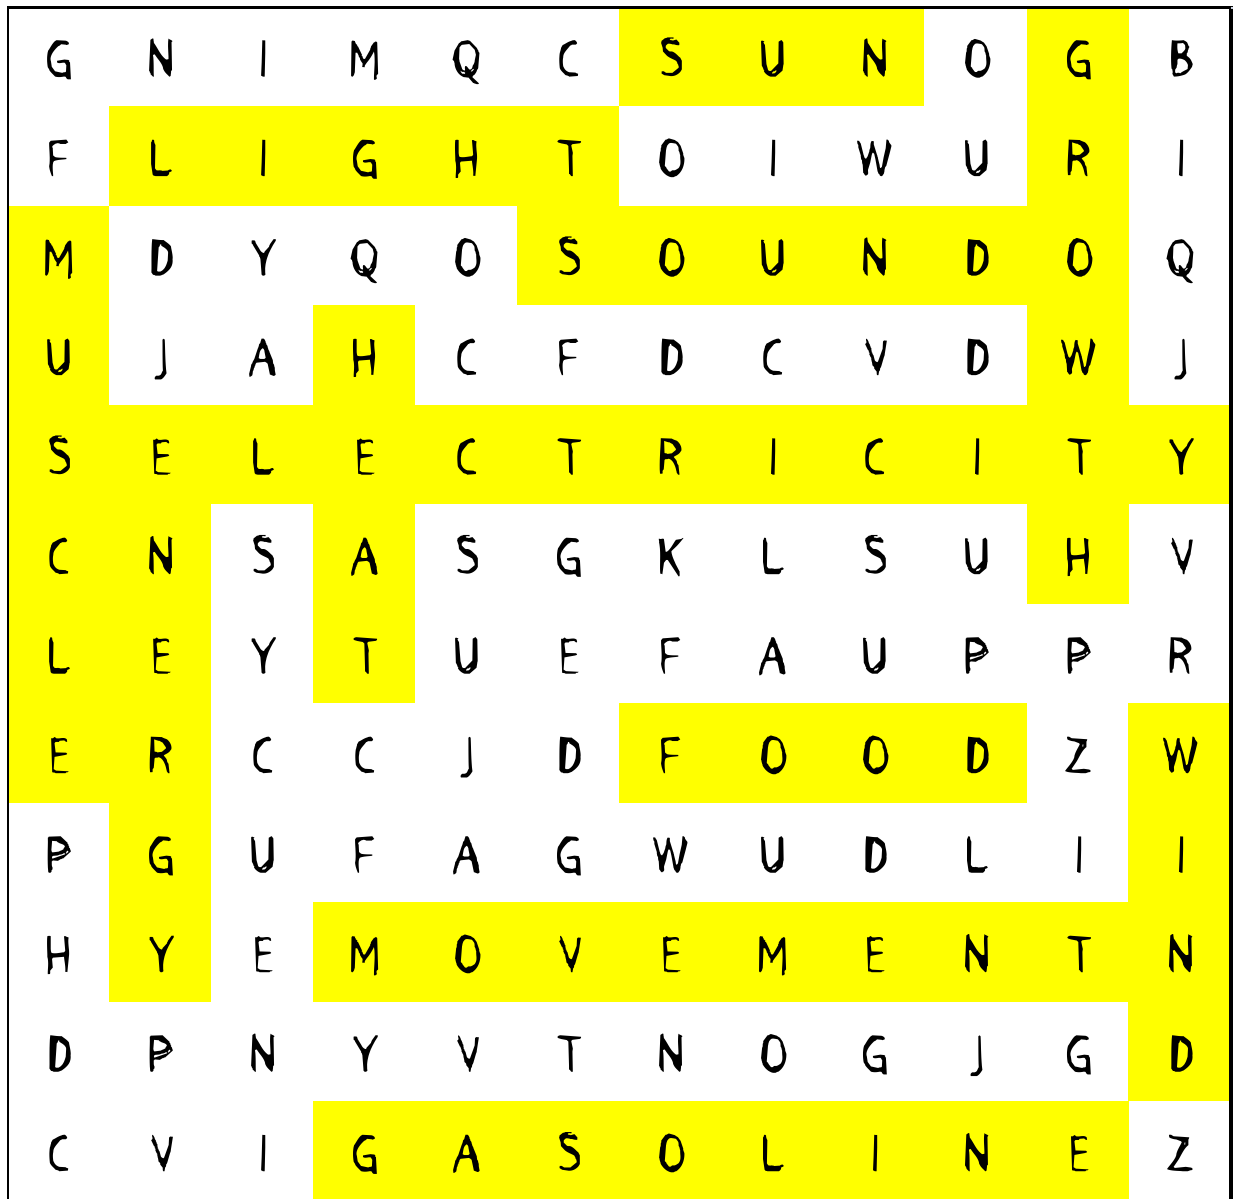 G N I M Q C S U N O G B
F L I G H T O I W U R I
M D Y Q O S O U N D O Q
U J A H C F D C V D W J
S E L E C T R I C I T Y
C N S A S G K L S U H V
L E Y T U E F A U P P R
E R C C J D F O O D Z W
P G U F A G W U D L I I
H Y E M O V E M E N T N
D P N Y V T N O G J G D
C V I G A S O L I N E Z